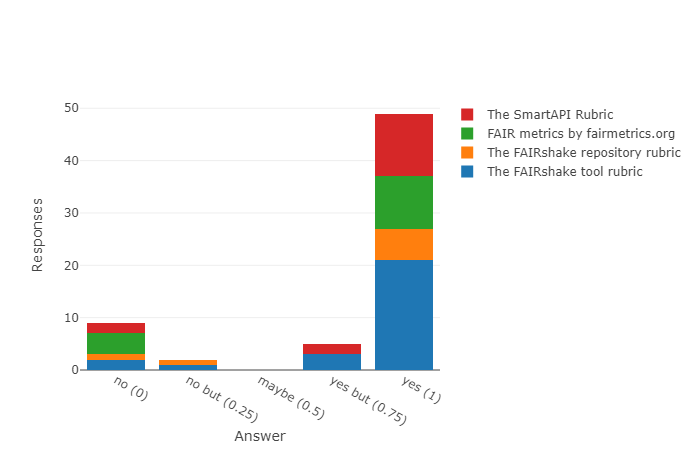 50
40
30
20
10
0
Responses
no (0)
no but (0.25)
maybe (0.5)
yes but (0.75)
yes (1)
Answer
The SmartAPI Rubric
FAIR metrics by fairmetrics.org
The FAIRshake repository rubric
The FAIRshake tool rubric